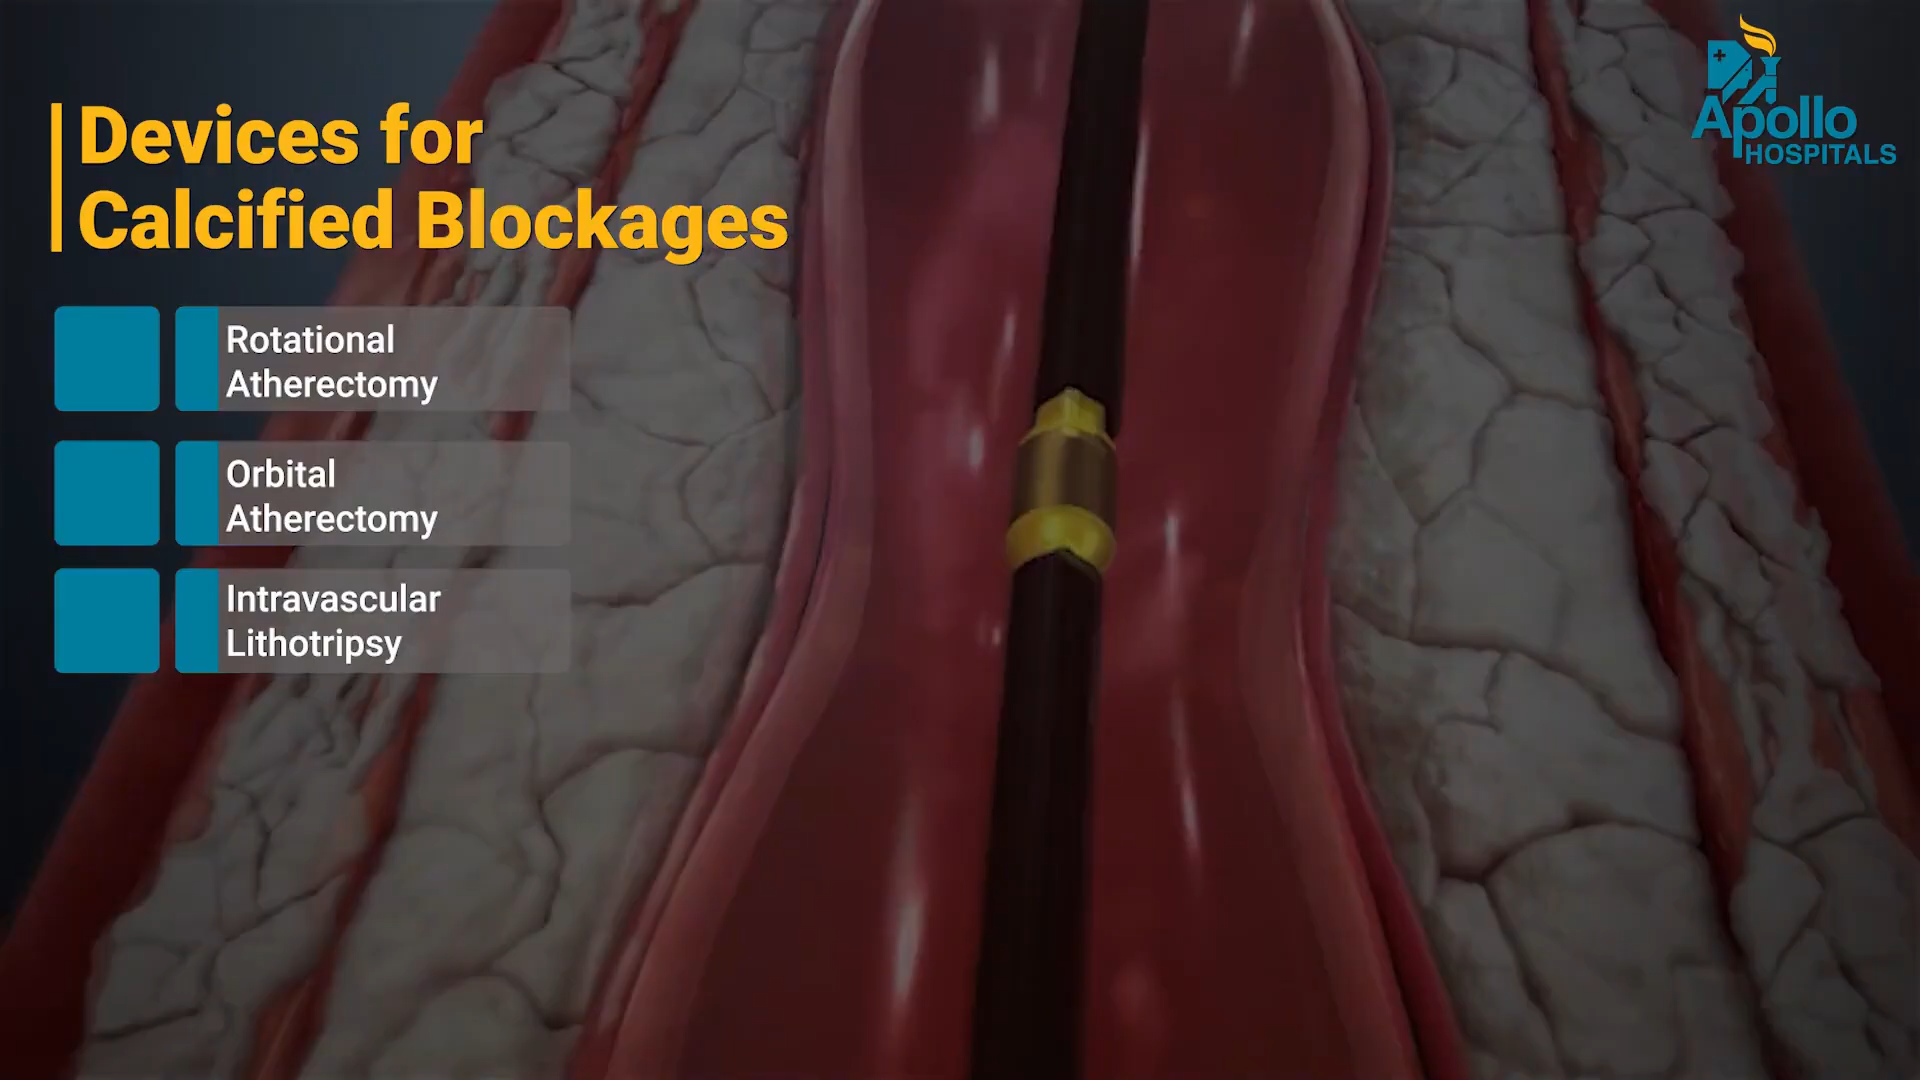 Devices for
Calcified Blockages
Apollo
HOSPITALS
Rotational
Atherectomy
Orbital
Atherectomy
Intravascular
Lithotripsy